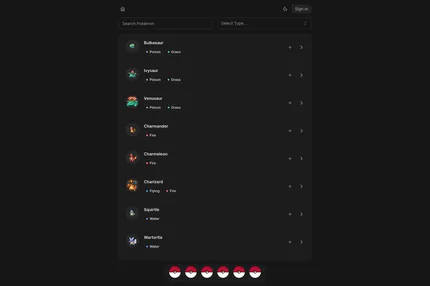 Sign in
Search Pokemon
Select Type...
Bulbasaur
Poison Grass
Ivysaur
Poison Grass
Venusaur
Poison Grass
Charmander
Fire
Charmeleon
Fire
Charizard
Flying Fire
Squirtle
Water
Wartortle
Water